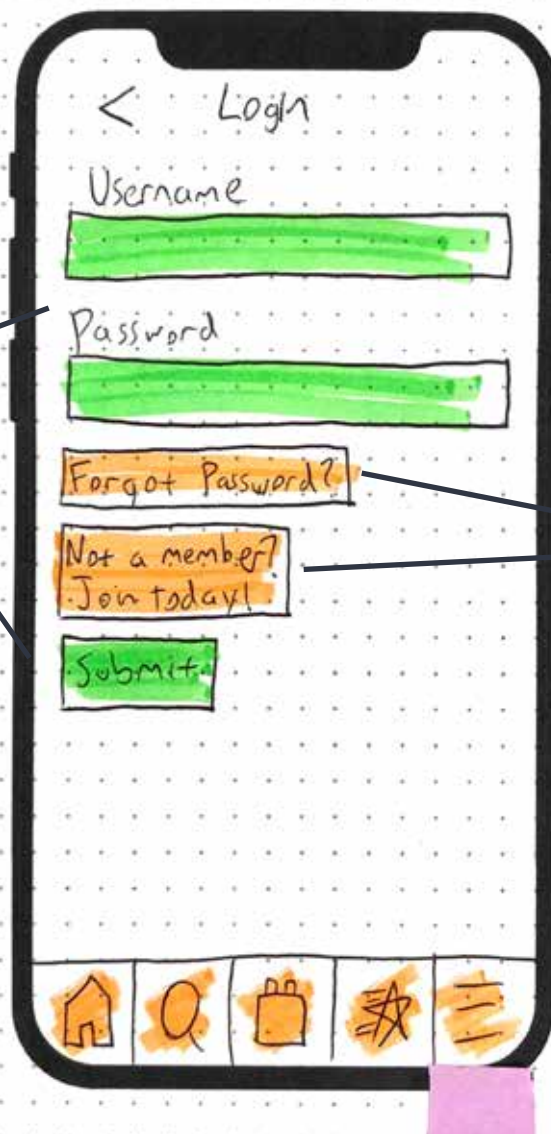 Login
Username
Password
Forgot Password?
Not a member?
Join today!
Submit